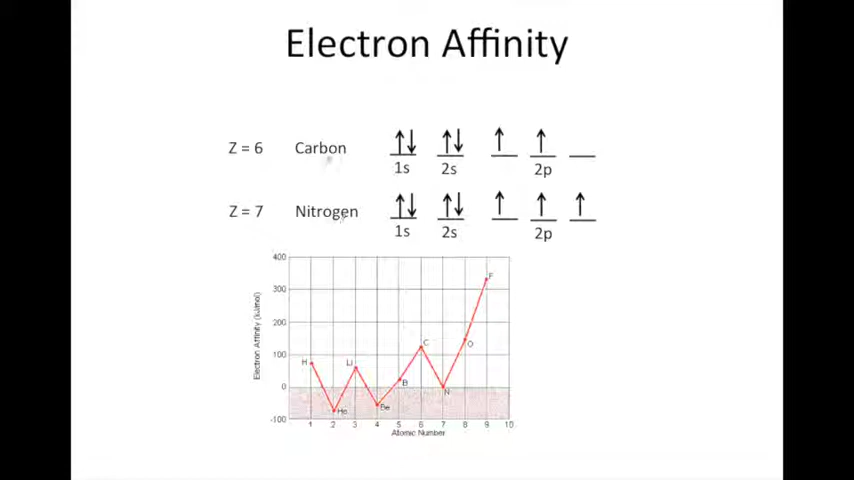 Electron Affinity
Z = 6 Carbon
1s 2s 2p
Z = 7 Nitrogen
1s 2s 2p
400
300
200
100
0
-100
Electron Affinity (kJ/mol)
H He Li Be B C N O F
1 2 3 4 5 6 7 8 9 10
Atomic Number